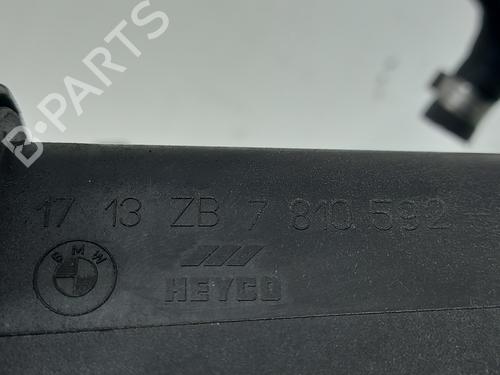 B-PARTS
17 13 ZB 7 810 592
BMW
HEYCO